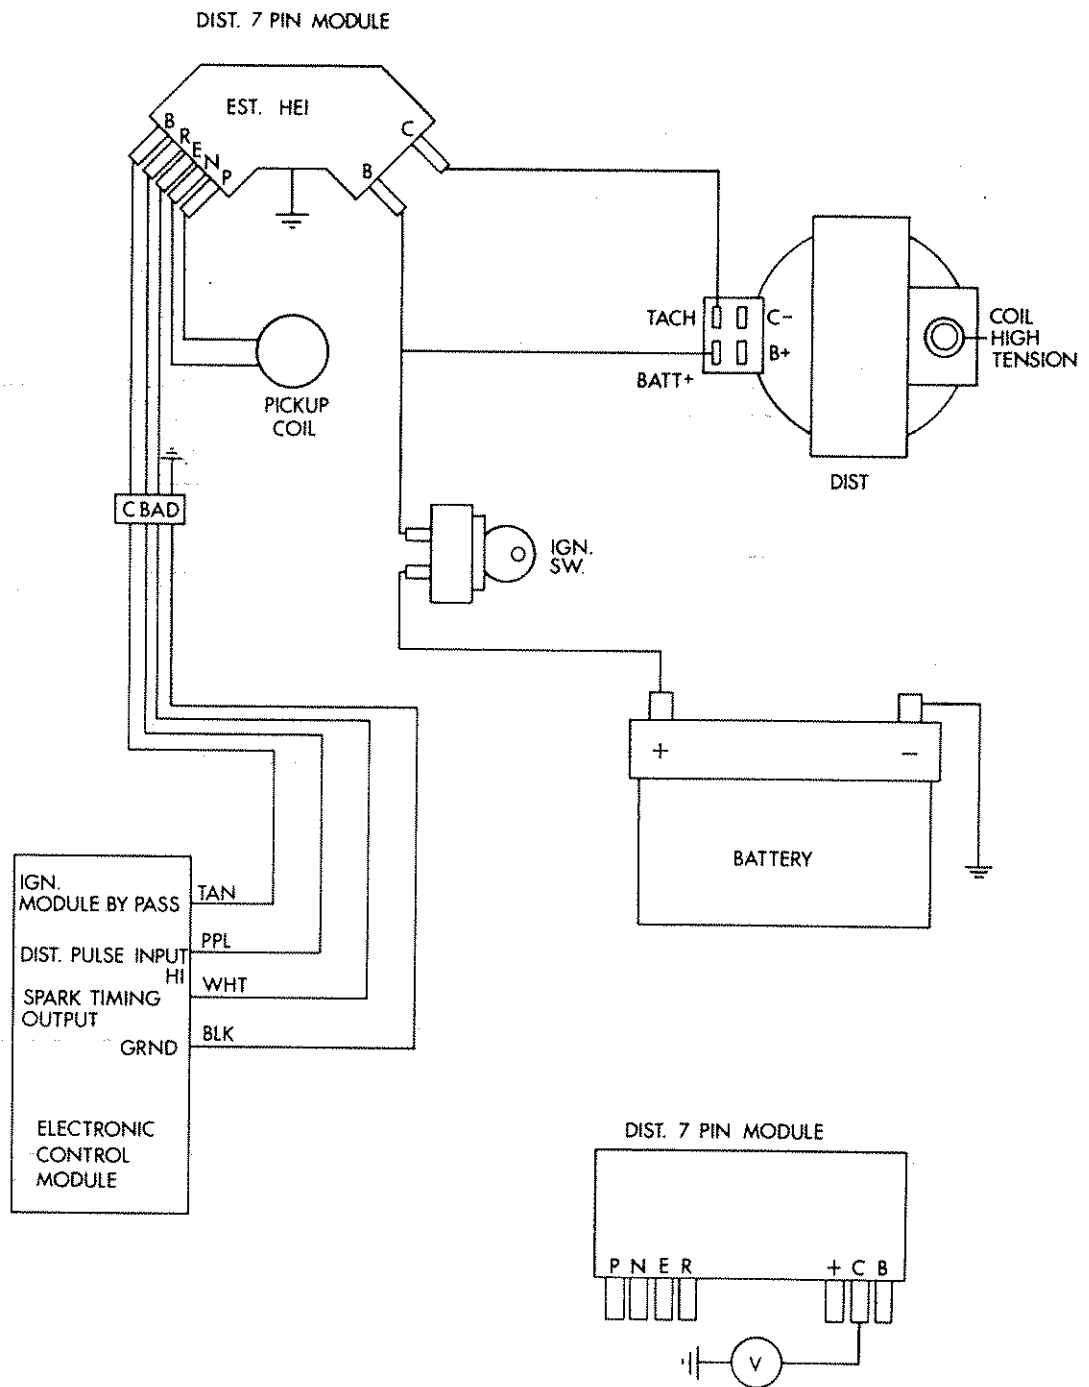 DIST. 7 PIN MODULE
EST. HEI
B
R
E
N
P
C
B
TACH
C-
B+
BATT+
COIL
HIGH
TENSION
DIST
PICKUP
COIL
C BAD
IGN.
SW.
+
-
BATTERY
IGN.
MODULE BY PASS
TAN
DIST. PULSE INPUT
HI
PPL
SPARK TIMING
OUTPUT
WHT
GRND
BLK
ELECTRONIC
CONTROL
MODULE
DIST. 7 PIN MODULE
P N E R + C B
V